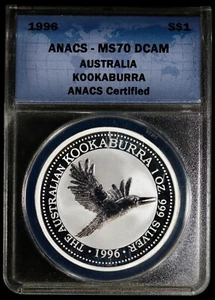 1996 S$1
ANACS - MS70 DCAM
AUSTRALIA
KOOKABURRA
ANACS Certified
THE AUSTRALIAN KOOKABURRA 1 OZ. 999 SILVER
· 1996 ·